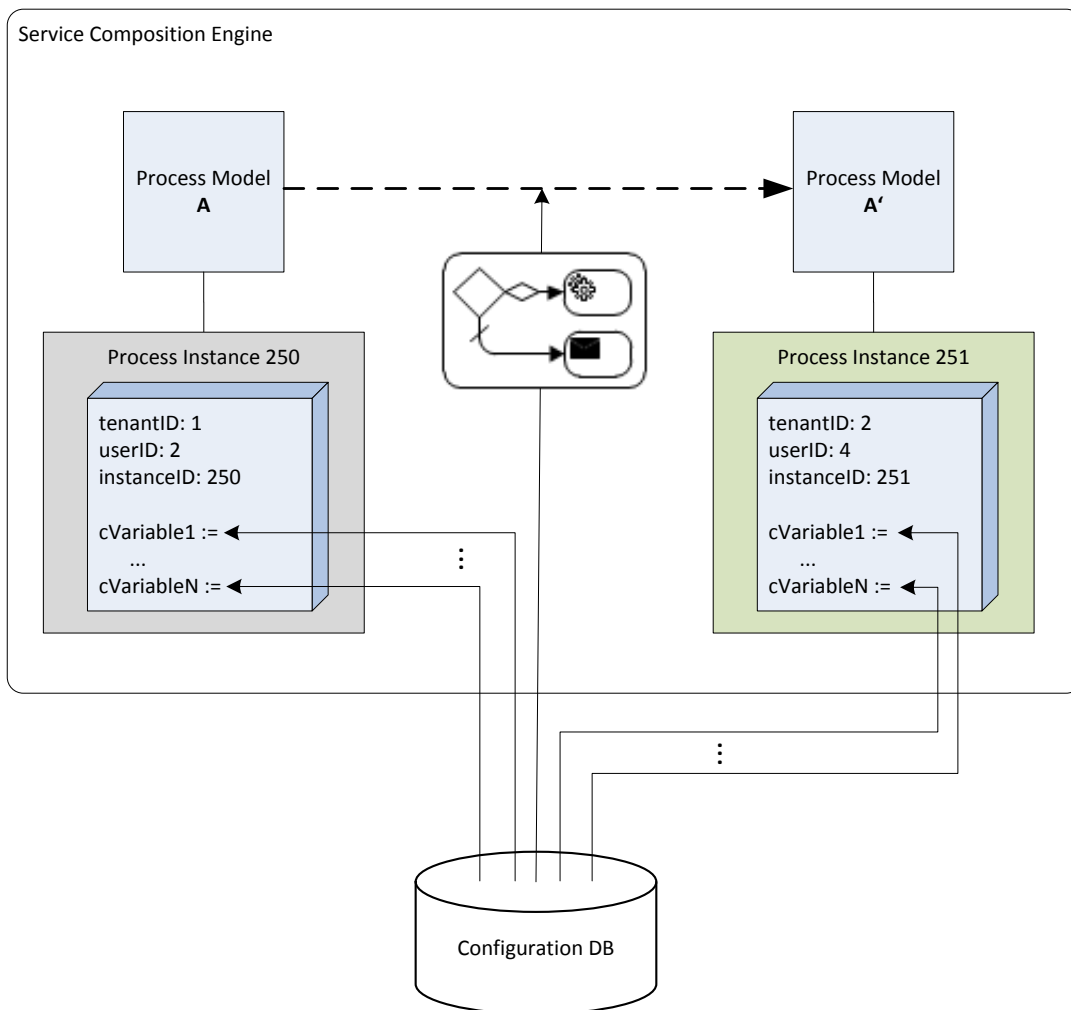 Service Composition Engine
Process Model
A
Process Model
A‘
Process Instance 250
tenantID: 1
userID: 2
instanceID: 250
cVariable1 :=
...
cVariableN :=
...
Process Instance 251
tenantID: 2
userID: 4
instanceID: 251
cVariable1 :=
...
cVariableN :=
...
Configuration DB